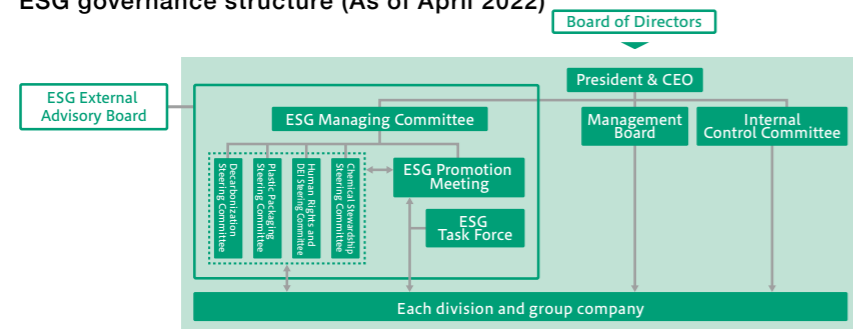 ESG governance structure (As of April 2022)
Board of Directors
President & CEO
ESG External
Advisory Board
ESG Managing Committee
Management
Board
Internal
Control Committee
Decarbonization
Steering Committee
Plastic Packaging
Steering Committee
Human Rights and
DEI Steering Committee
Chemical Stewardship
Steering Committee
ESG Promotion
Meeting
ESG
Task Force
Each division and group company